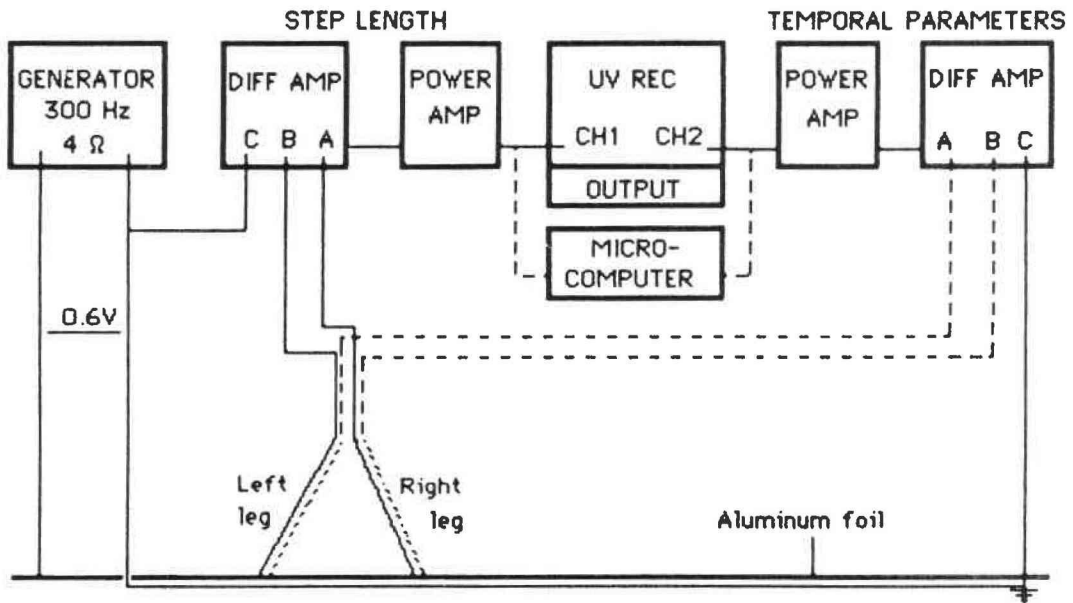 STEP LENGTH
TEMPORAL PARAMETERS
GENERATOR
300 Hz
4 Ω
DIFF AMP
C B A
POWER
AMP
UV REC
CH1 CH2
OUTPUT
MICRO-
COMPUTER
POWER
AMP
DIFF AMP
A B C
0.6V
Left
leg
Right
leg
Aluminum foil